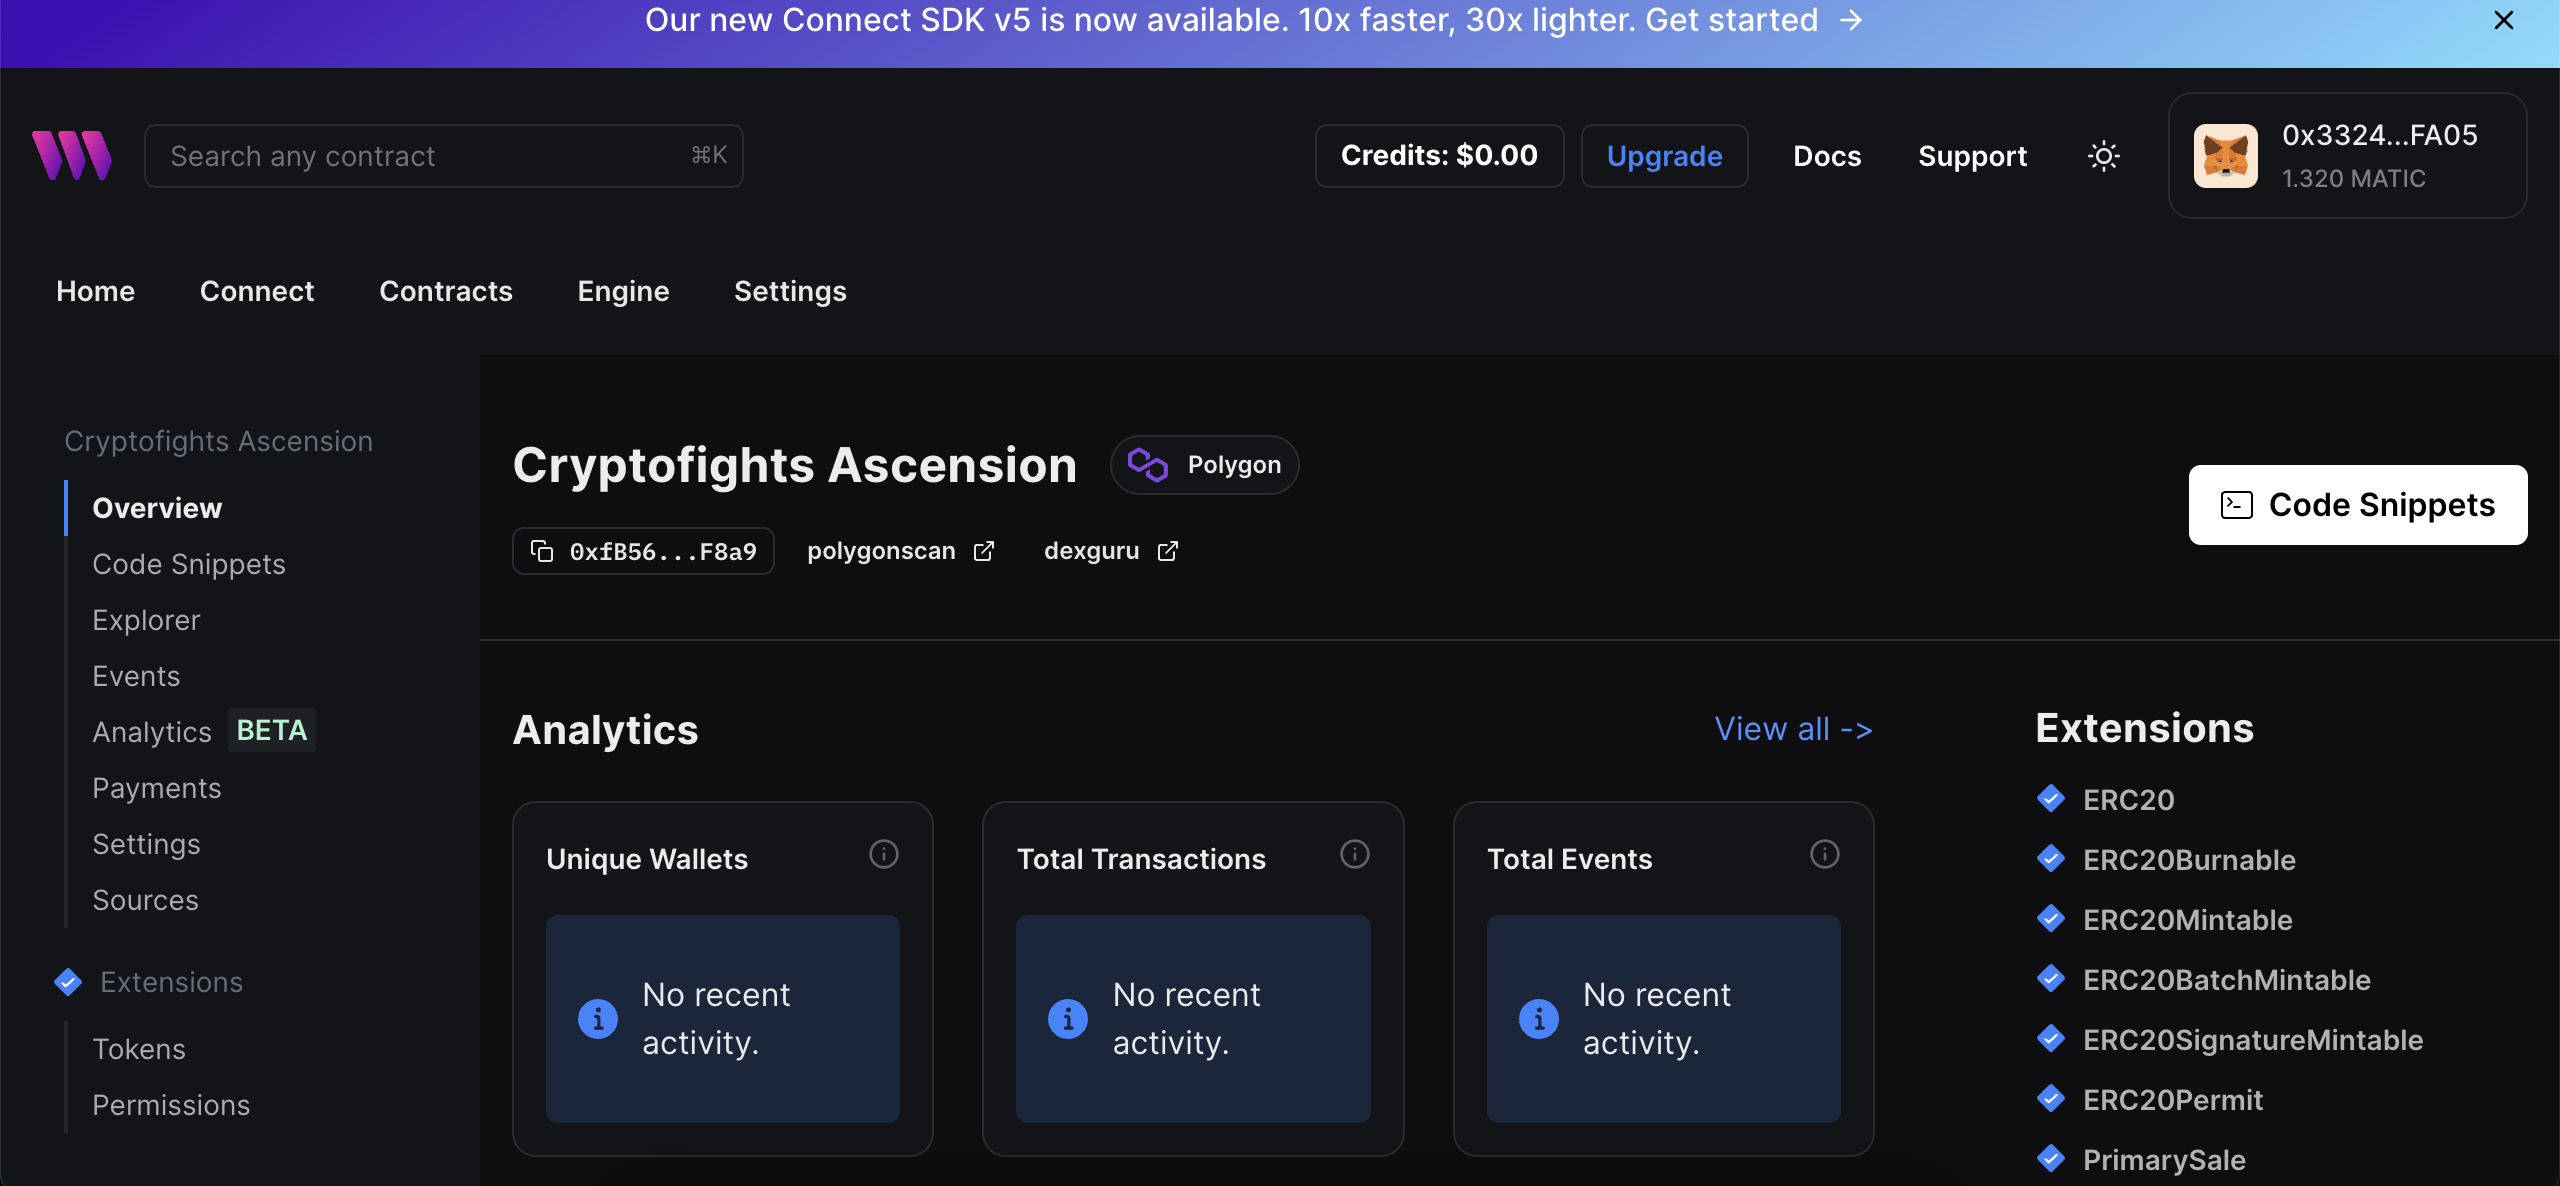 Our new Connect SDK v5 is now available. 10x faster, 30x lighter. Get started →
Search any contract ⌘K
Credits: $0.00
Upgrade
Docs
Support
0x3324...FA05
1.320 MATIC
Home Connect Contracts Engine Settings
Cryptofights Ascension
Overview
Code Snippets
Explorer
Events
Analytics BETA
Payments
Settings
Sources
Extensions
Tokens
Permissions
Cryptofights Ascension
Polygon
0xfB56...F8a9
polygonscan
dexguru
Code Snippets
Analytics
View all ->
Unique Wallets
No recent
activity.
Total Transactions
No recent
activity.
Total Events
No recent
activity.
Extensions
ERC20
ERC20Burnable
ERC20Mintable
ERC20BatchMintable
ERC20SignatureMintable
ERC20Permit
PrimarySale